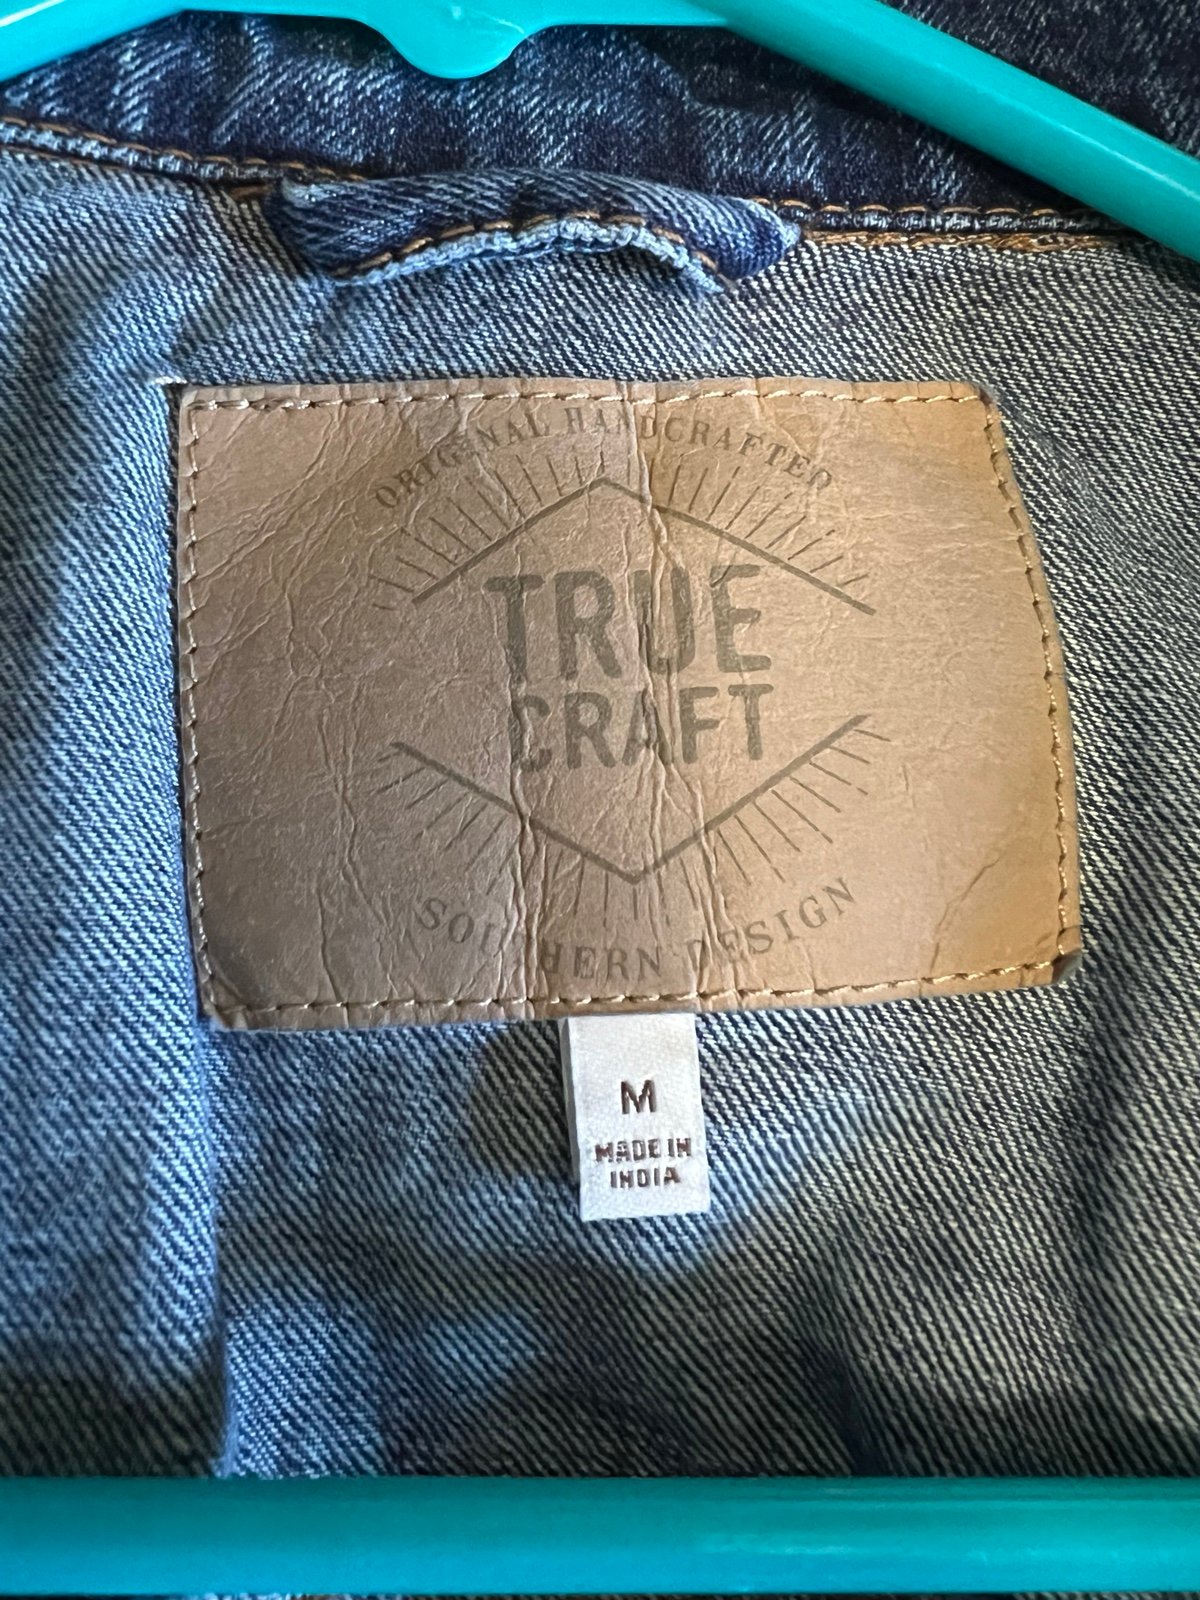 ORIGINAL HANDCRAFTED
TRUE
CRAFT
SOUTHERN DESIGN
M
MADE IN
INDIA